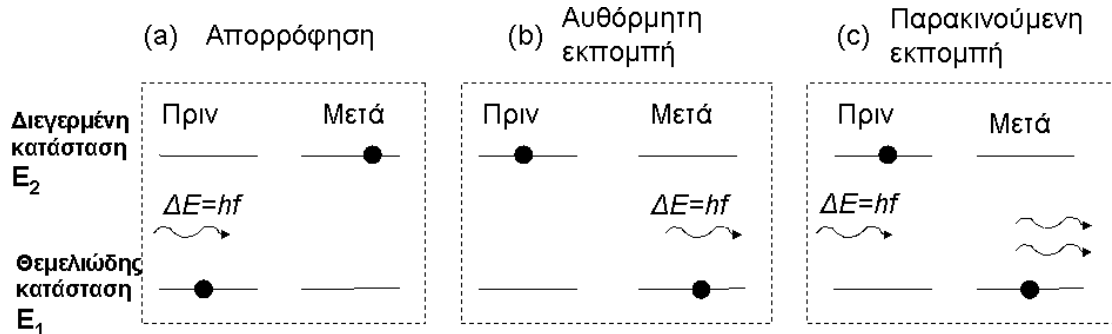 (a) Απορρόφηση
(b) Αυθόρμητη
εκπομπή
(c) Παρακινούμενη
εκπομπή
Διεγερμένη
κατάσταση
E2
Πριν Μετά
ΔE=hf
Πριν Μετά
ΔE=hf
Πριν Μετά
ΔE=hf
Θεμελιώδης
κατάσταση
E1